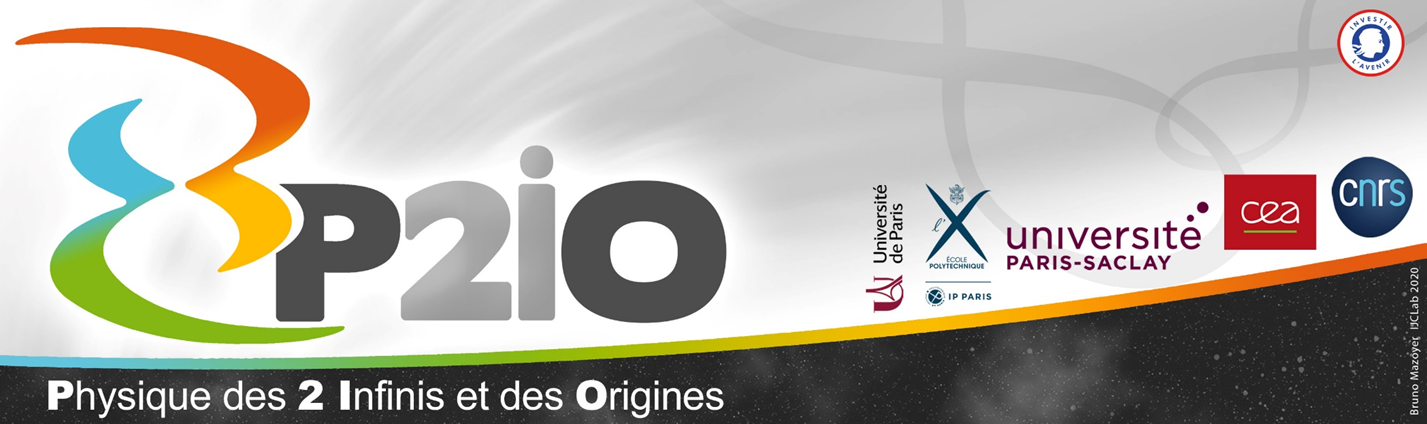 INVESTIR
L'AVENIR
P2iO
Université
de Paris
l'X
ÉCOLE
POLYTECHNIQUE
IP PARIS
université
PARIS-SACLAY
cea
cnrs
Physique des 2 Infinis et des Origines
Bruno Mazoyer IJCLab 2020